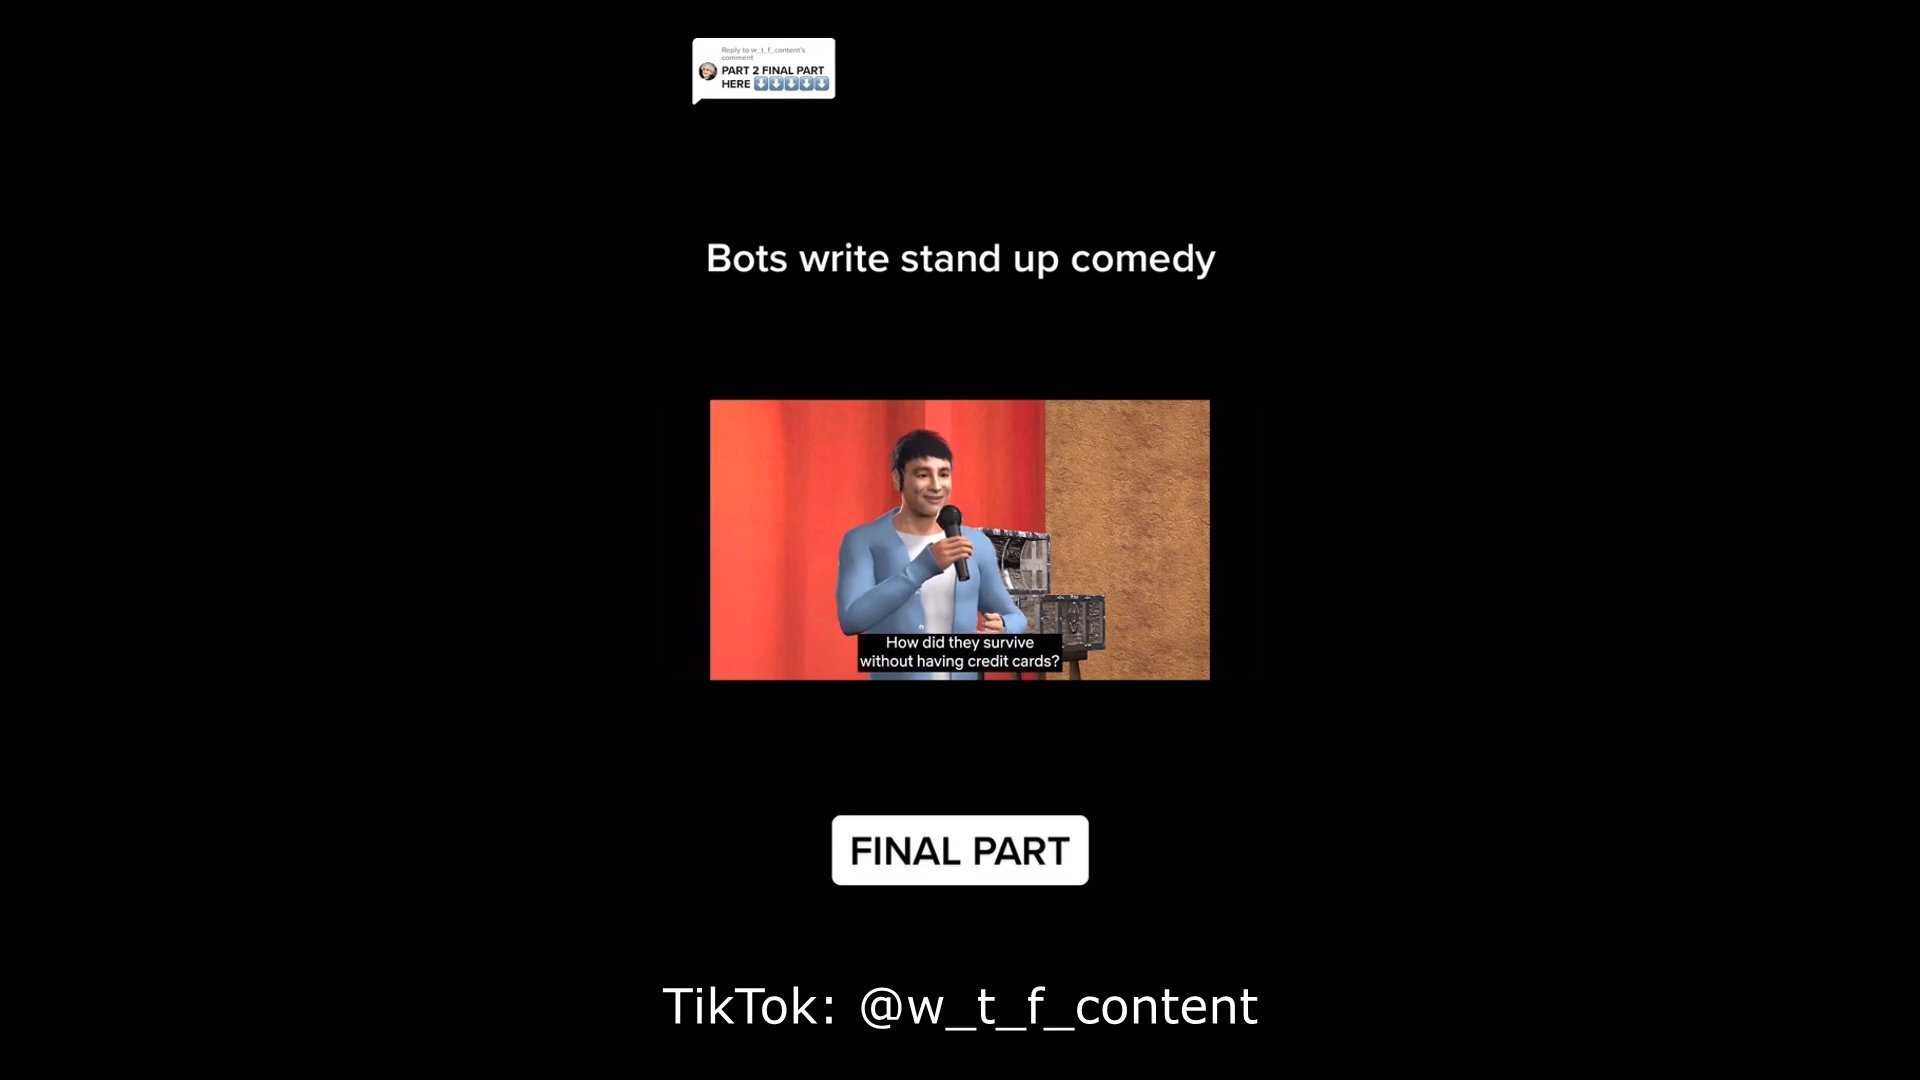 Reply to w_t_f_content's
comment
PART 2 FINAL PART
HERE ⬇️⬇️⬇️⬇️⬇️
Bots write stand up comedy
How did they survive
without having credit cards?
FINAL PART
TikTok: @w_t_f_content